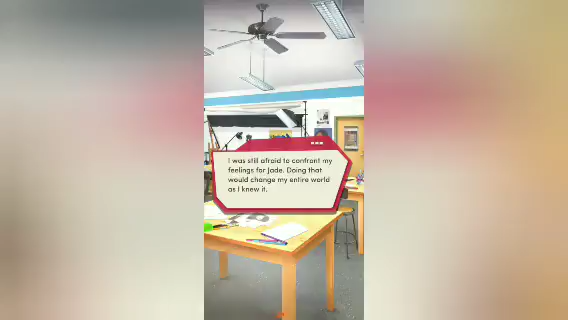 I was still afraid to confront my
feelings for Jade. Doing that
would change my entire world
as I knew it.